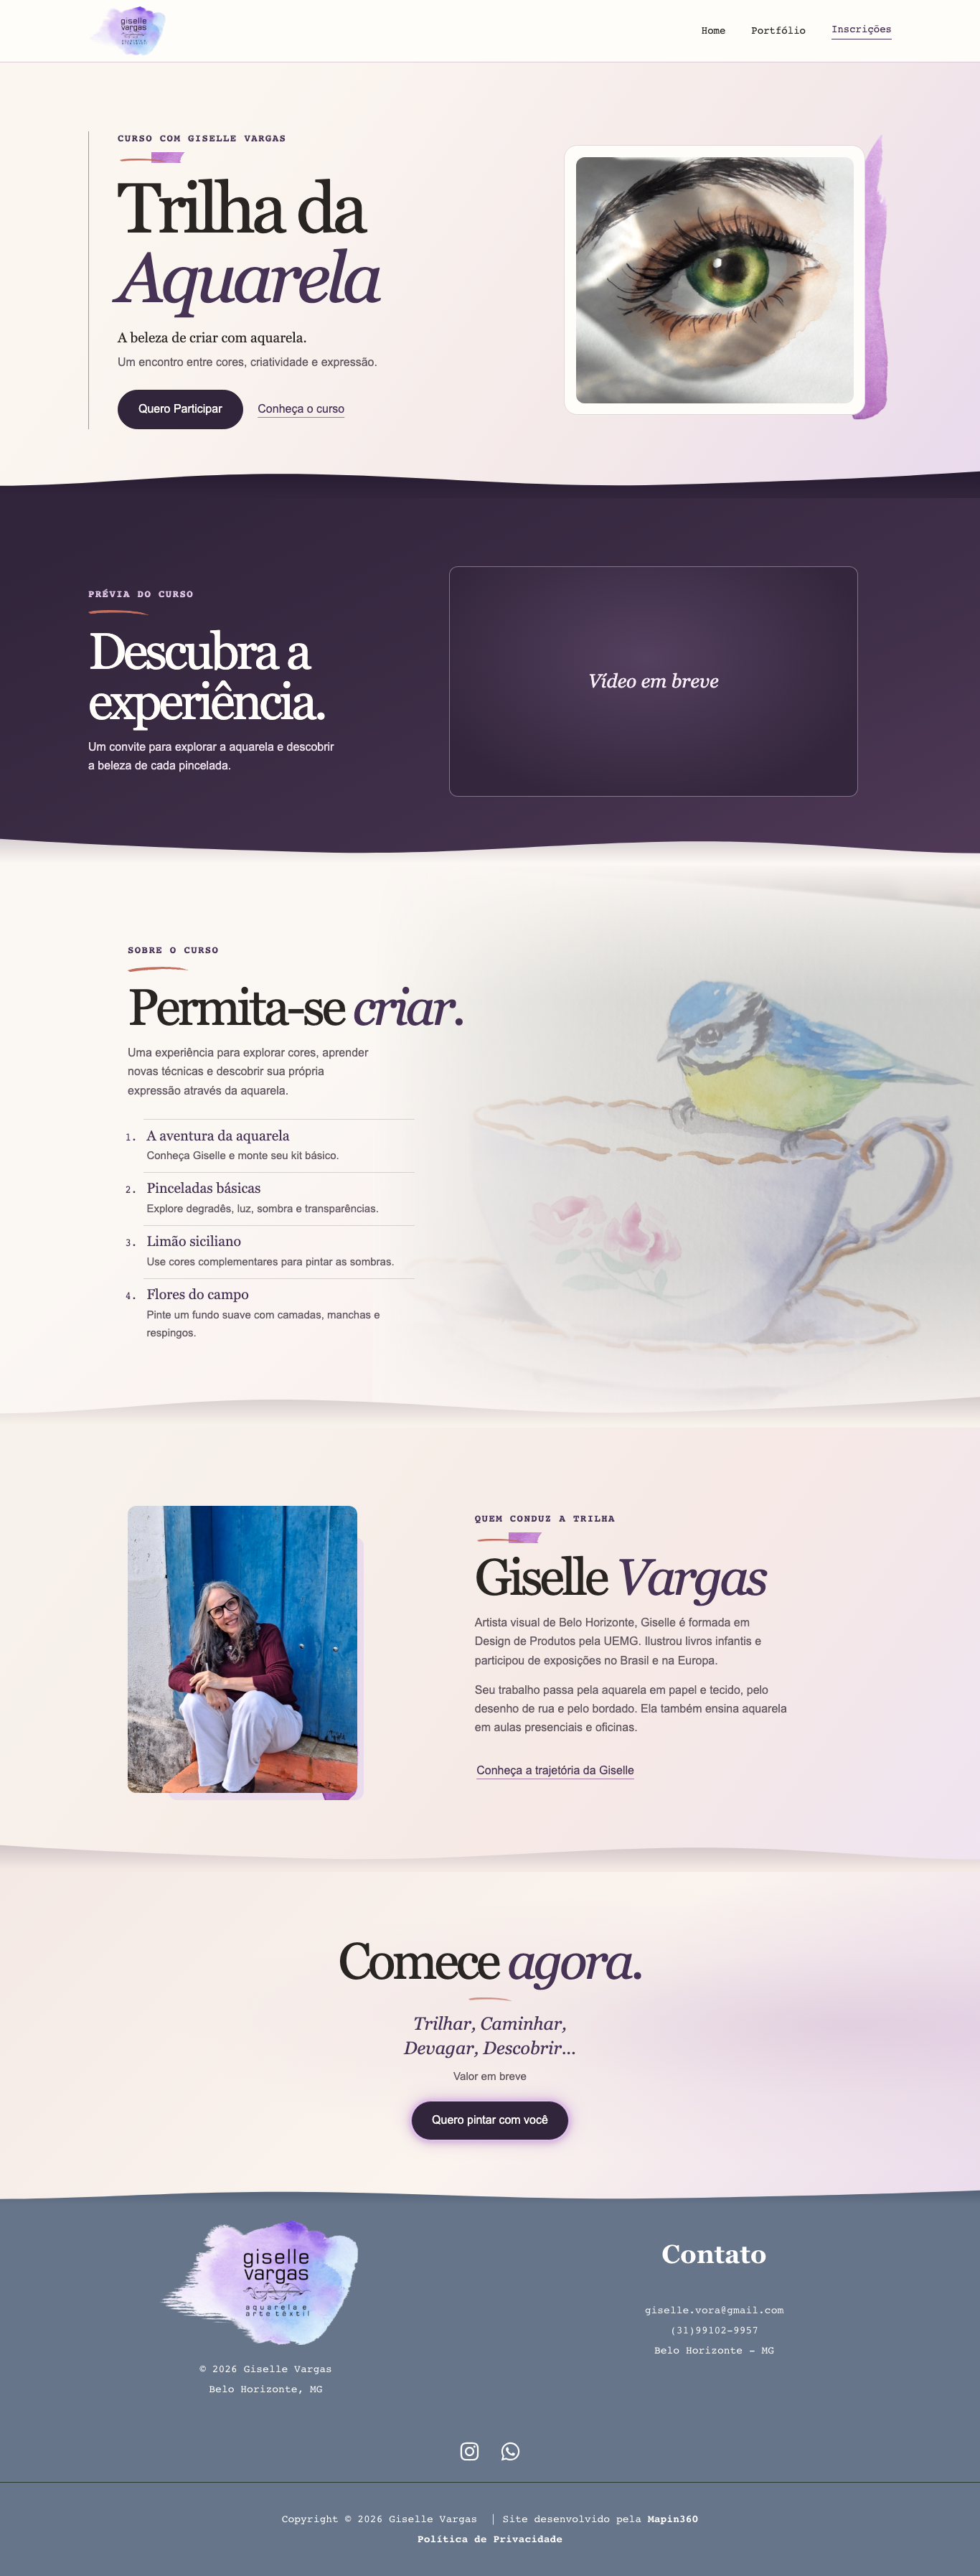 giselle
vargas
Home Portfólio Inscrições
CURSO COM GISELLE VARGAS
Trilha da
Aquarela
A beleza de criar com aquarela.
Um encontro entre cores, criatividade e expressão.
Quero Participar Conheça o curso
PRÉVIA DO CURSO
Descubra a
experiência.
Um convite para explorar a aquarela e descobrir
a beleza de cada pincelada.
Vídeo em breve
SOBRE O CURSO
Permita-se criar.
Uma experiência para explorar cores, aprender
novas técnicas e descobrir sua própria
expressão através da aquarela.
1. A aventura da aquarela
Conheça Giselle e monte seu kit básico.
2. Pinceladas básicas
Explore degradês, luz, sombra e transparências.
3. Limão siciliano
Use cores complementares para pintar as sombras.
4. Flores do campo
Pinte um fundo suave com camadas, manchas e
respingos.
QUEM CONDUZ A TRILHA
Giselle Vargas
Artista visual de Belo Horizonte, Giselle é formada em
Design de Produtos pela UEMG. Ilustrou livros infantis e
participou de exposições no Brasil e na Europa.
Seu trabalho passa pela aquarela em papel e tecido, pelo
desenho de rua e pelo bordado. Ela também ensina aquarela
em aulas presenciais e oficinas.
Conheça a trajetória da Giselle
Comece agora.
Trilhar, Caminhar,
Devagar, Descobrir...
Valor em breve
Quero pintar com você
giselle
vargas
aquarela e
arte têxtil
© 2026 Giselle Vargas
Belo Horizonte, MG
Contato
giselle.vora@gmail.com
(31)99102-9957
Belo Horizonte - MG
Copyright © 2026 Giselle Vargas | Site desenvolvido pela Mapin360
Política de Privacidade